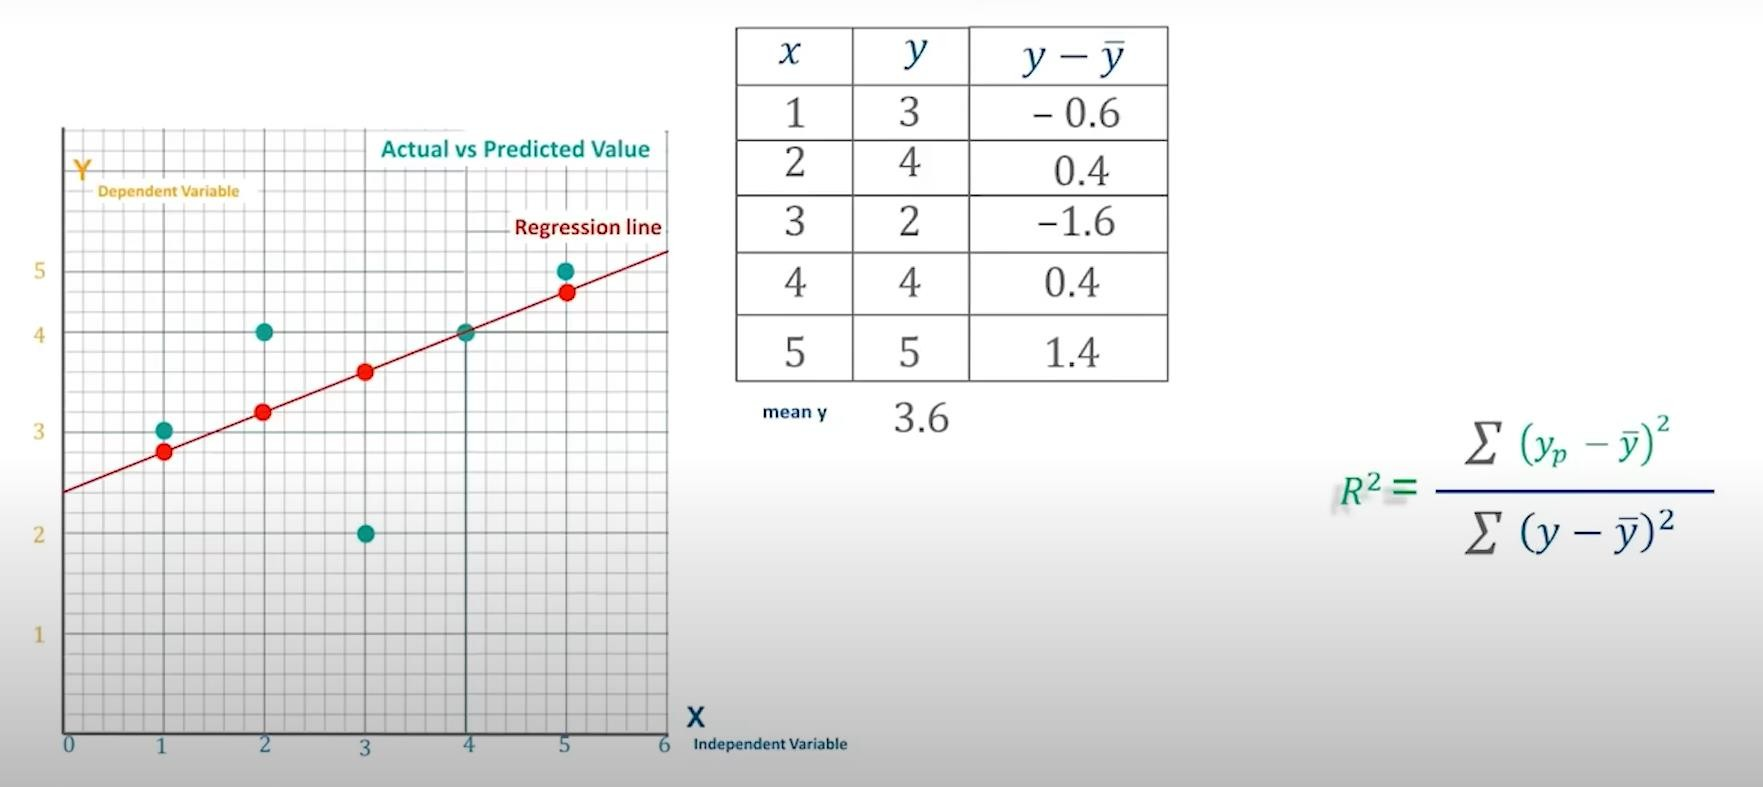 Actual vs Predicted Value
Y
Dependent Variable
Regression line
5
4
3
2
1
0 1 2 3 4 5 6
X
Independent Variable
x y y − ȳ
1 3 − 0.6
2 4 0.4
3 2 −1.6
4 4 0.4
5 5 1.4
mean y 3.6
R² = ∑ (yₚ − ȳ)²
∑ (y − ȳ)²